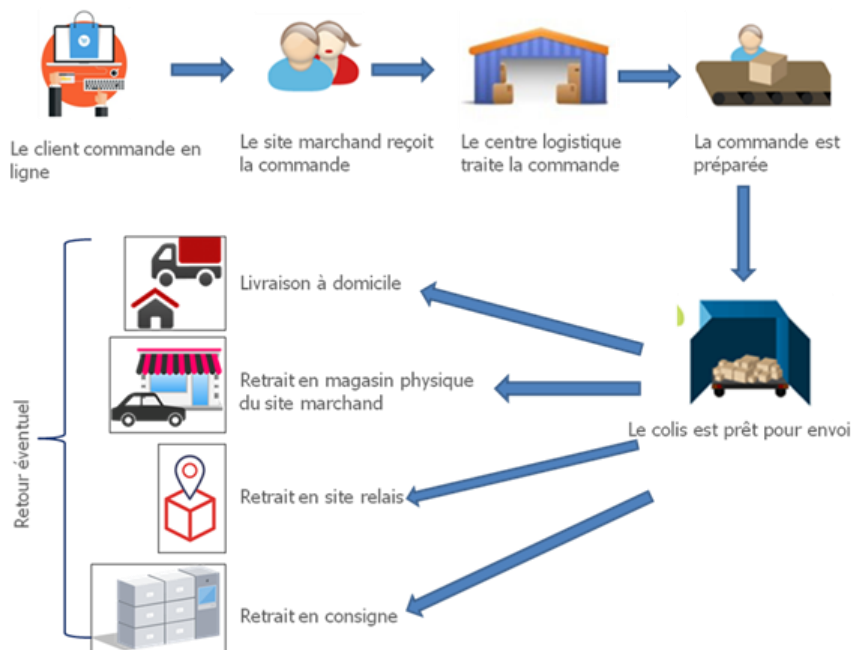 Le client commande en
ligne
Le site marchand reçoit
la commande
Le centre logistique
traite la commande
La commande est
préparée
Livraison à domicile
Retrait en magasin physique
du site marchand
Le colis est prêt pour envoi
Retrait en site relais
Retrait en consigne
Retour éventuel